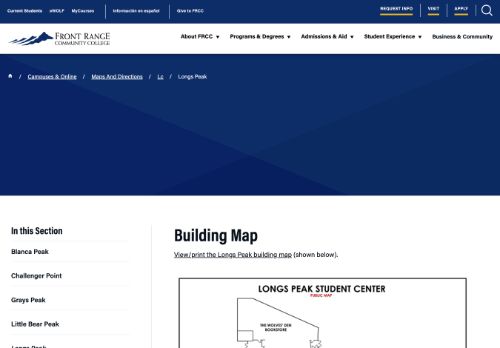 Current Students eWOLF MyCourses Información en español Give to FRCC REQUEST INFO VISIT APPLY
FRONT RANGE
COMMUNITY COLLEGE
About FRCC ▼ Programs & Degrees ▼ Admissions & Aid ▼ Student Experience ▼ Business & Community
/ Campuses & Online / Maps And Directions / Lc / Longs Peak
In this Section
Blanca Peak
Challenger Point
Grays Peak
Little Bear Peak
Longs Peak
Building Map
View/print the Longs Peak building map (shown below).
LONGS PEAK STUDENT CENTER
PUBLIC MAP
THE WOLVES' DEN
BOOKSTORE